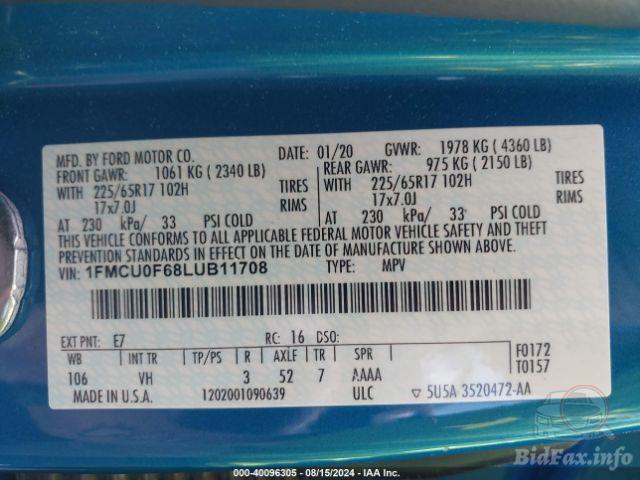 MFD. BY FORD MOTOR CO.
DATE: 01/20 GVWR: 1978 KG ( 4360 LB)
FRONT GAWR: 1061 KG ( 2340 LB) REAR GAWR: 975 KG ( 2150 LB)
WITH 225/65R17 102H TIRES WITH 225/65R17 102H TIRES
17x7.0J RIMS 17x7.0J RIMS
AT 230 kPa/ 33 PSI COLD AT 230 kPa/ 33 PSI COLD
THIS VEHICLE CONFORMS TO ALL APPLICABLE FEDERAL MOTOR VEHICLE SAFETY AND THEFT
PREVENTION STANDARDS IN EFFECT ON THE DATE OF MANUFACTURE SHOWN ABOVE.
VIN: 1FMCU0F68LUB11708 TYPE: MPV
EXT PNT: E7 RC: 16 DSO: F0172
WB INT TR TP/PS R AXLE TR SPR T0157
106 VH 3 52 7 AAAA
MADE IN U.S.A. 1202001090639 ULC ▽ 5U5A 3520472-AA
BidFax.info
000-40096305 - 08/15/2024 - IAA Inc.